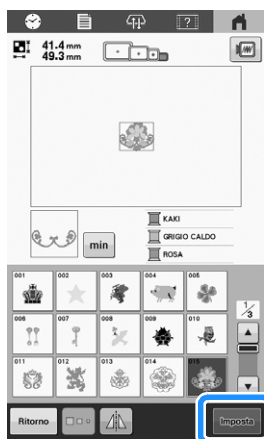 ?
41.4 mm
49.3 mm
KAKI
GRIGIO CALDO
ROSA
min
001 002 003 004 005
006 007 008 009 010
011 012 013 014 015
1/3
Ritorno
Imposta